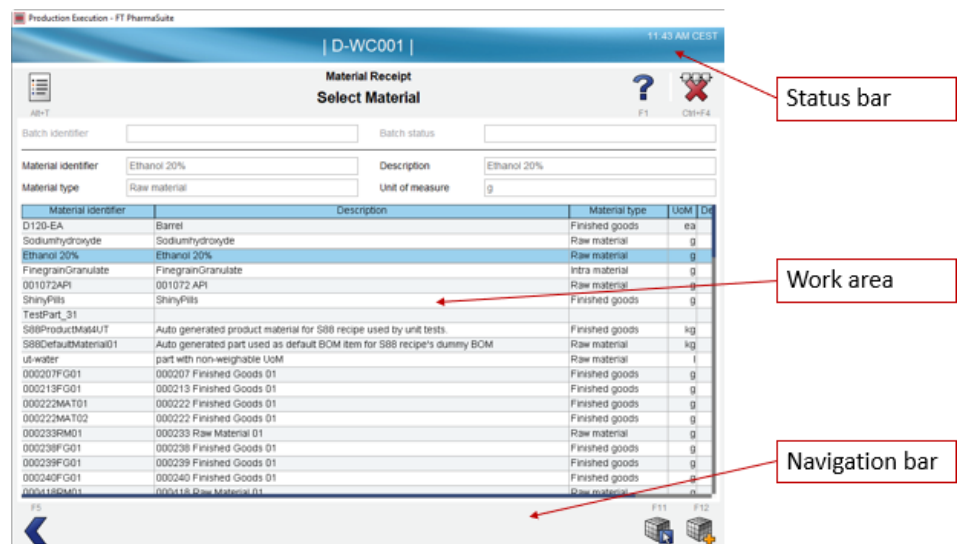 Production Execution - FT PharmaSuite
| D-WC001 |
11:43 AM CEST
Material Receipt
Select Material
Alt+T
F1
Ctrl+F4
Status bar
Batch identifier
Batch status
Material identifier Ethanol 20% Description Ethanol 20%
Material type Raw material Unit of measure g
Material identifier Description Material type UoM De
D120-EA Barrel Finished goods ea
Sodiumhydroxyde Sodiumhydroxyde Raw material g
Ethanol 20% Ethanol 20% Raw material g
FinegrainGranulate FinegrainGranulate Intra material g
001072API 001072 API Raw material g
Work area
ShinyPills ShinyPills Finished goods g
TestPart_31
S88ProductMat4UT Auto generated product material for S88 recipe used by unit tests. Finished goods kg
S88DefaultMaterial01 Auto generated part used as default BOM item for S88 recipe's dummy BOM Raw material kg
ut-water part with non-weighable UoM Raw material l
000207FG01 000207 Finished Goods 01 Finished goods g
000213FG01 000213 Finished Goods 01 Finished goods g
000222MAT01 000222 Finished Goods 01 Finished goods g
000222MAT02 000222 Finished Goods 01 Finished goods g
000233RM01 000233 Raw Material 01 Raw material g
000238FG01 000238 Finished Goods 01 Finished goods g
000239FG01 000239 Finished Goods 01 Finished goods g
000240FG01 000240 Finished Goods 01 Finished goods g
000418RM01 000418 Raw Material 01 Raw material g
Navigation bar
F5
F11
F12